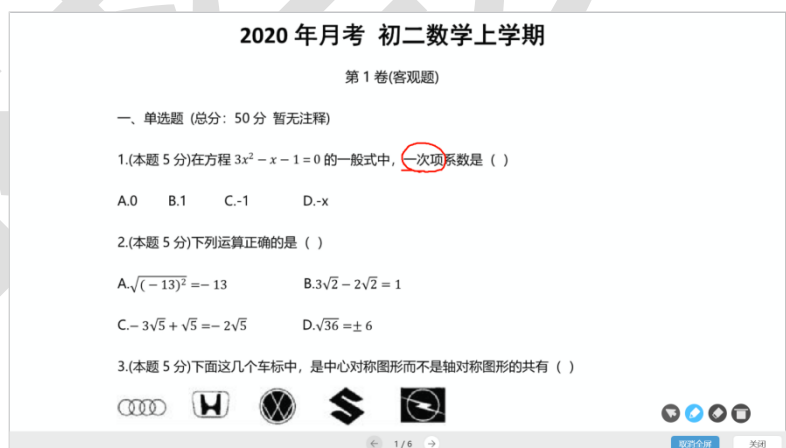 2020 年月考 初二数学上学期
第 1 卷(客观题)
一、单选题 (总分：50 分 暂无注释)
1.(本题 5 分)在方程 3x² − x − 1 = 0 的一般式中，一次项系数是（ ）
A.0 B.1 C.-1 D.-x
2.(本题 5 分)下列运算正确的是（ ）
A.√(−13)² =− 13 B.3√2 − 2√2 = 1
C.− 3√5 + √5 =− 2√5 D.√36 =± 6
3.(本题 5 分)下面这几个车标中，是中心对称图形而不是轴对称图形的共有（ ）
1 / 6
取消全屏 关闭